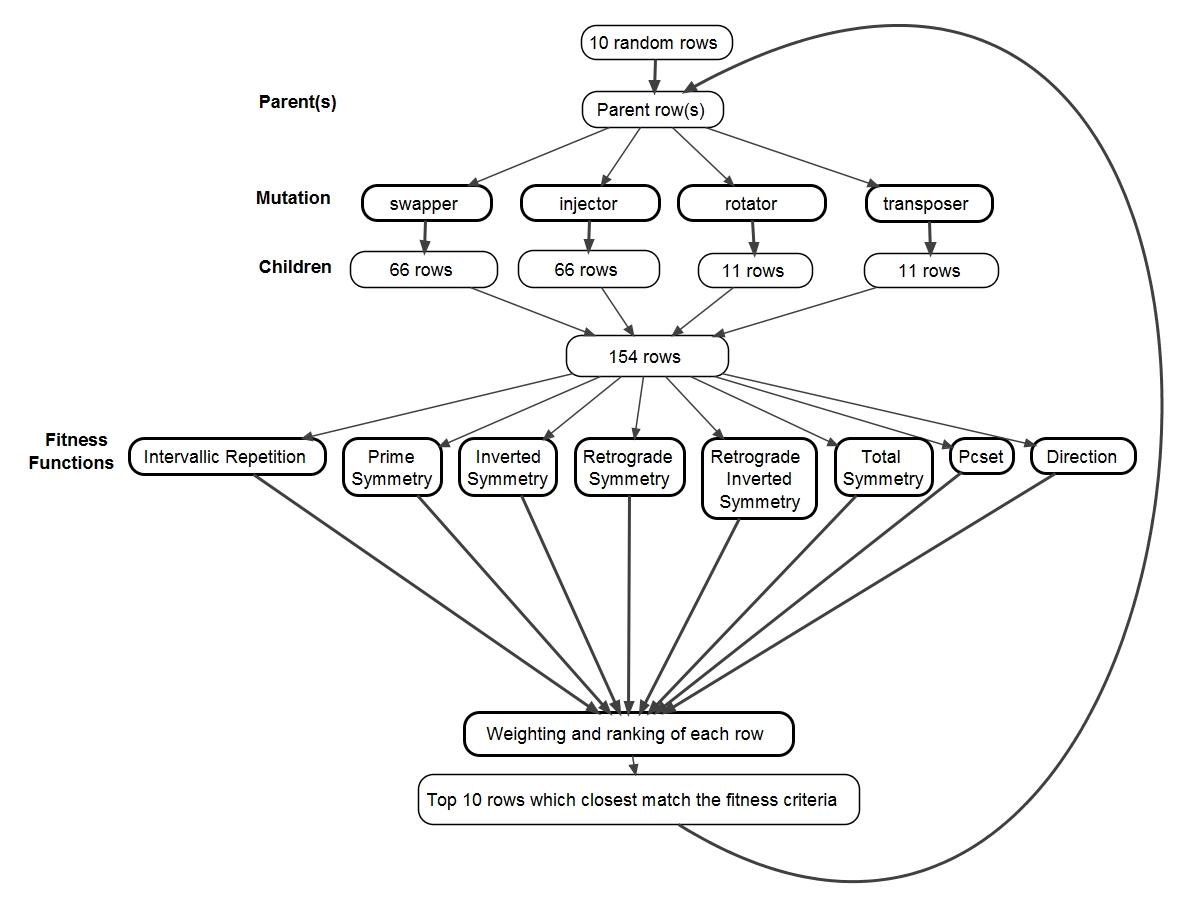 10 random rows
Parent(s)
Parent row(s)
Mutation
swapper
injector
rotator
transposer
Children
66 rows
66 rows
11 rows
11 rows
154 rows
Fitness
Functions
Intervallic Repetition
Prime
Symmetry
Inverted
Symmetry
Retrograde
Symmetry
Retrograde
Inverted
Symmetry
Total
Symmetry
Pcset
Direction
Weighting and ranking of each row
Top 10 rows which closest match the fitness criteria